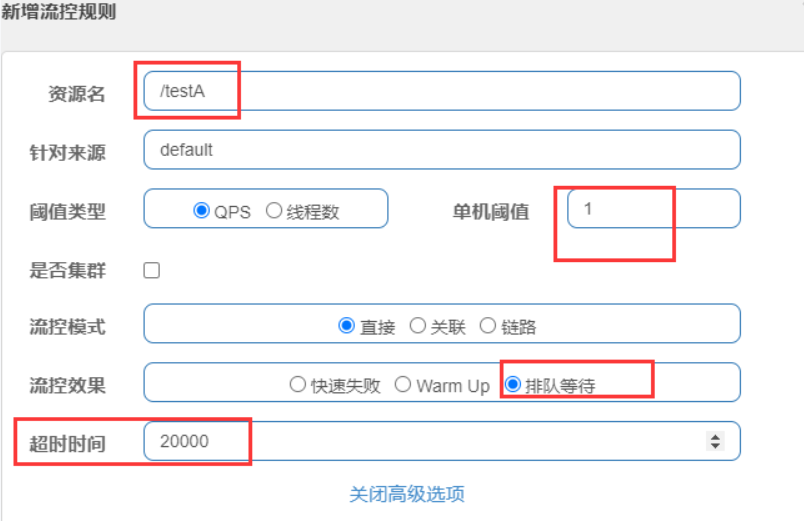 新增流控规则
资源名 /testA
针对来源 default
阈值类型 QPS 线程数 单机阈值 1
是否集群
流控模式 直接 关联 链路
流控效果 快速失败 Warm Up 排队等待
超时时间 20000
关闭高级选项